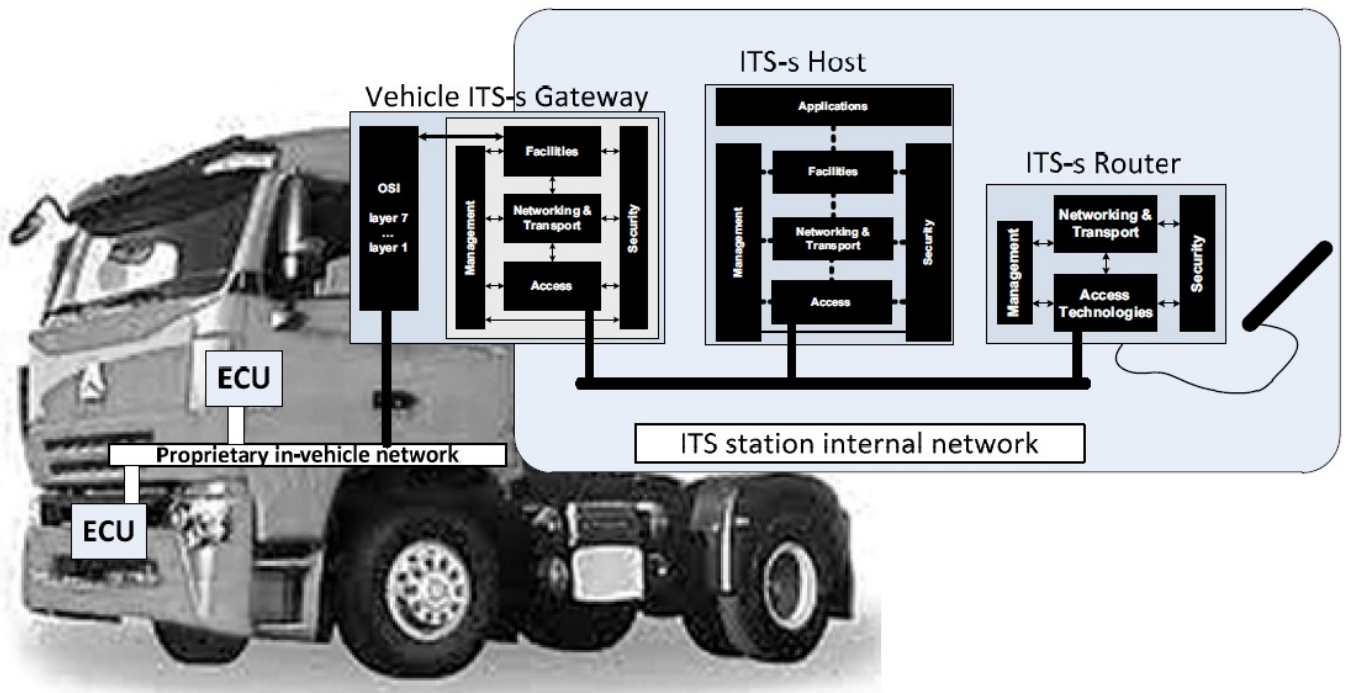 ITS-s Host
Vehicle ITS-s Gateway
Applications
Facilities
Facilities
ITS-s Router
OSI
layer 7
...
layer 1
Management
Networking &
Transport
Security
Management
Networking &
Transport
Security
Management
Networking &
Transport
Security
Access
Access
Access
Technologies
ECU
Proprietary in-vehicle network
ITS station internal network
ECU